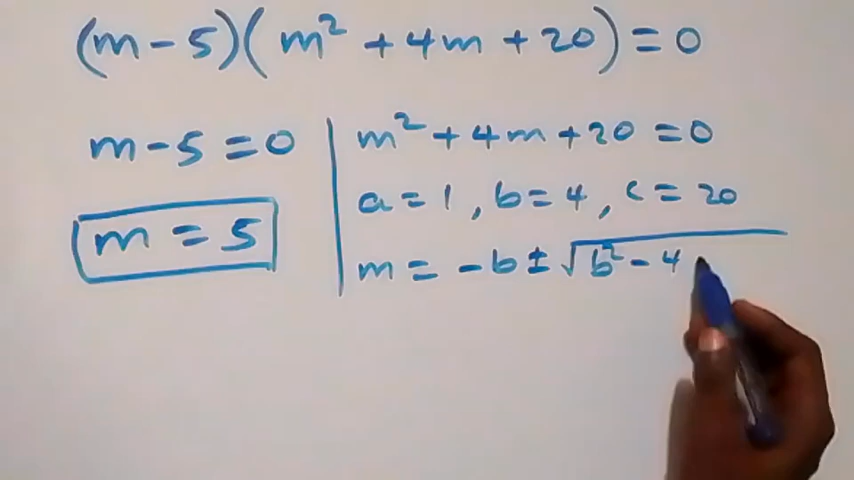 (m - 5)(m² + 4m + 20) = 0
m - 5 = 0
m = 5
m² + 4m + 20 = 0
a = 1, b = 4, c = 20
m = -b ± √b² - 4